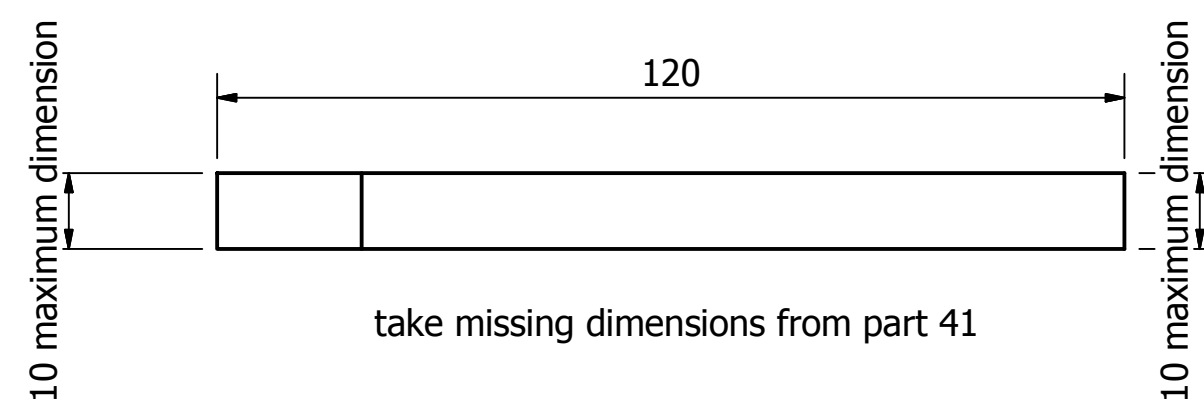 10 maximum dimension
120
10 maximum dimension
take missing dimensions from part 41